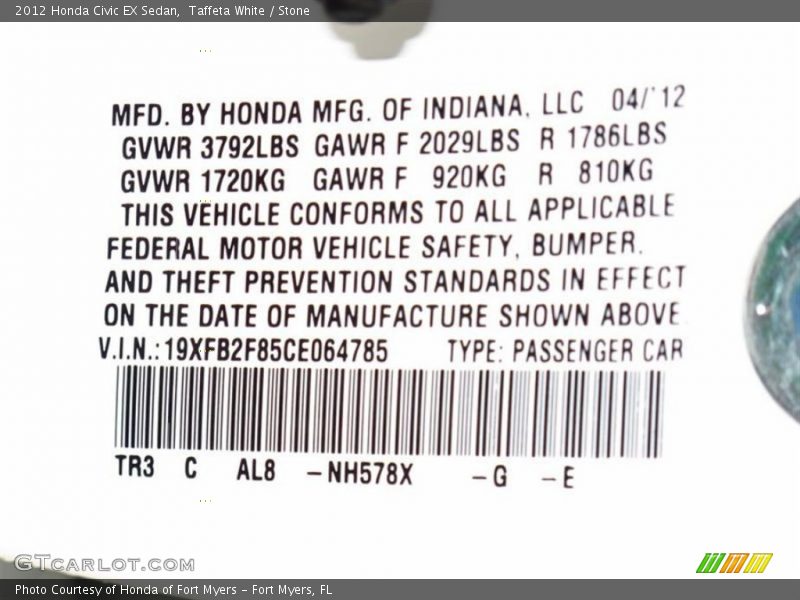 2012 Honda Civic EX Sedan, Taffeta White / Stone
MFD. BY HONDA MFG. OF INDIANA, LLC 04/'12
GVWR 3792LBS GAWR F 2029LBS R 1786LBS
GVWR 1720KG GAWR F 920KG R 810KG
THIS VEHICLE CONFORMS TO ALL APPLICABLE
FEDERAL MOTOR VEHICLE SAFETY, BUMPER,
AND THEFT PREVENTION STANDARDS IN EFFECT
ON THE DATE OF MANUFACTURE SHOWN ABOVE
V.I.N.:19XFB2F85CE064785 TYPE: PASSENGER CAR
TR3 C AL8 -NH578X -G -E
GTCARLOT.COM
Photo Courtesy of Honda of Fort Myers - Fort Myers, FL